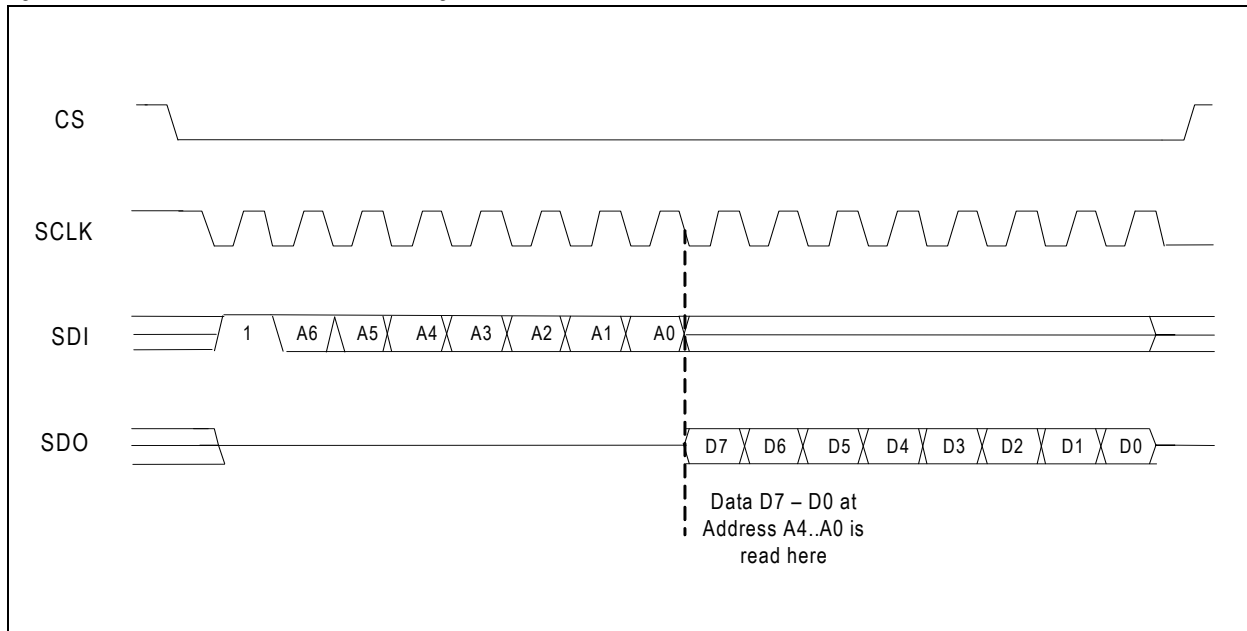 CS
SCLK
SDI
1 A6 A5 A4 A3 A2 A1 A0
SDO
D7 D6 D5 D4 D3 D2 D1 D0
Data D7 – D0 at
Address A4..A0 is
read here